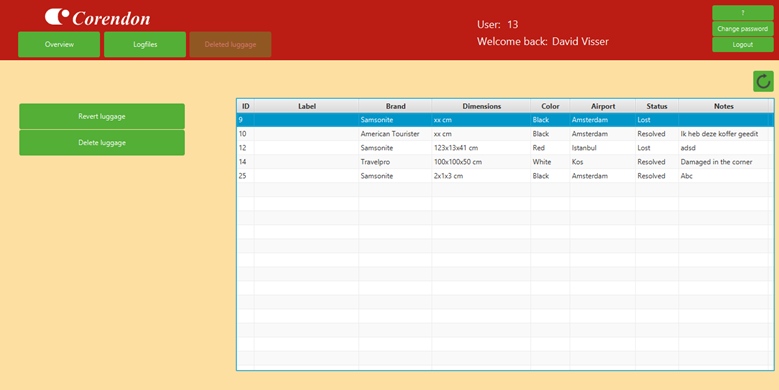 Corendon
User: 13
Welcome back: David Visser
?
Change password
Logout
Overview Logfiles Deleted luggage
Revert luggage
Delete luggage
ID Label Brand Dimensions Color Airport Status Notes
9 Samsonite xx cm Black Amsterdam Lost
10 American Tourister xx cm Black Amsterdam Resolved Ik heb deze koffer geedit
12 Samsonite 123x13x41 cm Red Istanbul Lost adsd
14 Travelpro 100x100x50 cm White Kos Resolved Damaged in the corner
25 Samsonite 2x1x3 cm Black Amsterdam Resolved Abc